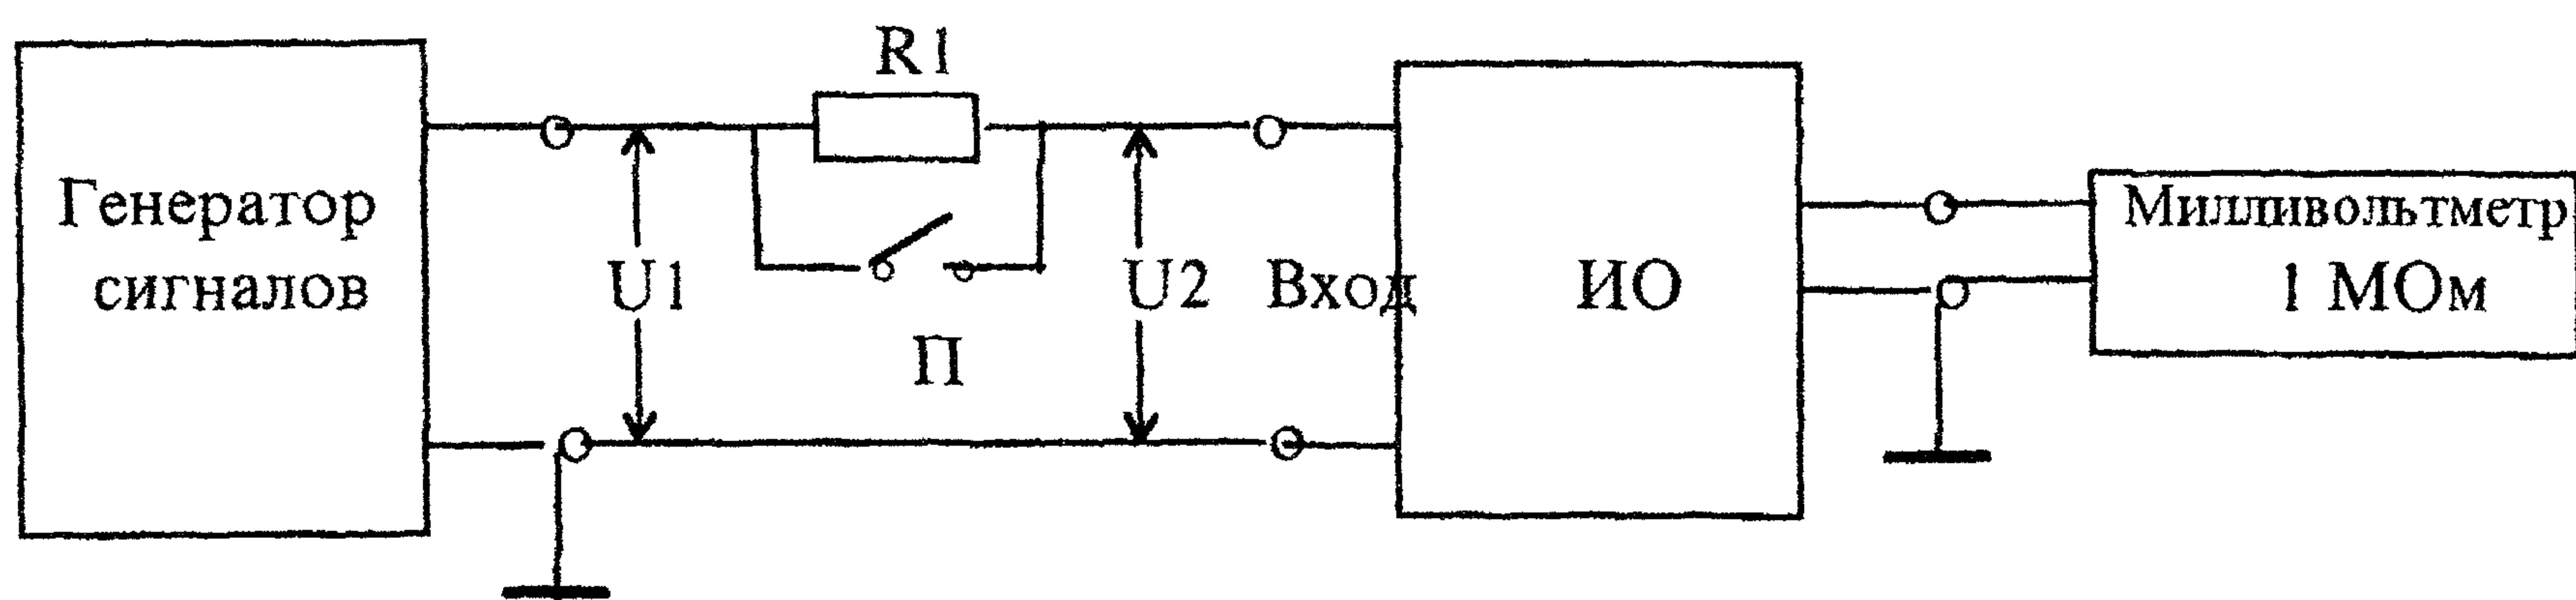 R1
Генератор
сигналов
U1
П
U2
Вход
ИО
Милливольтметр
1 МОм